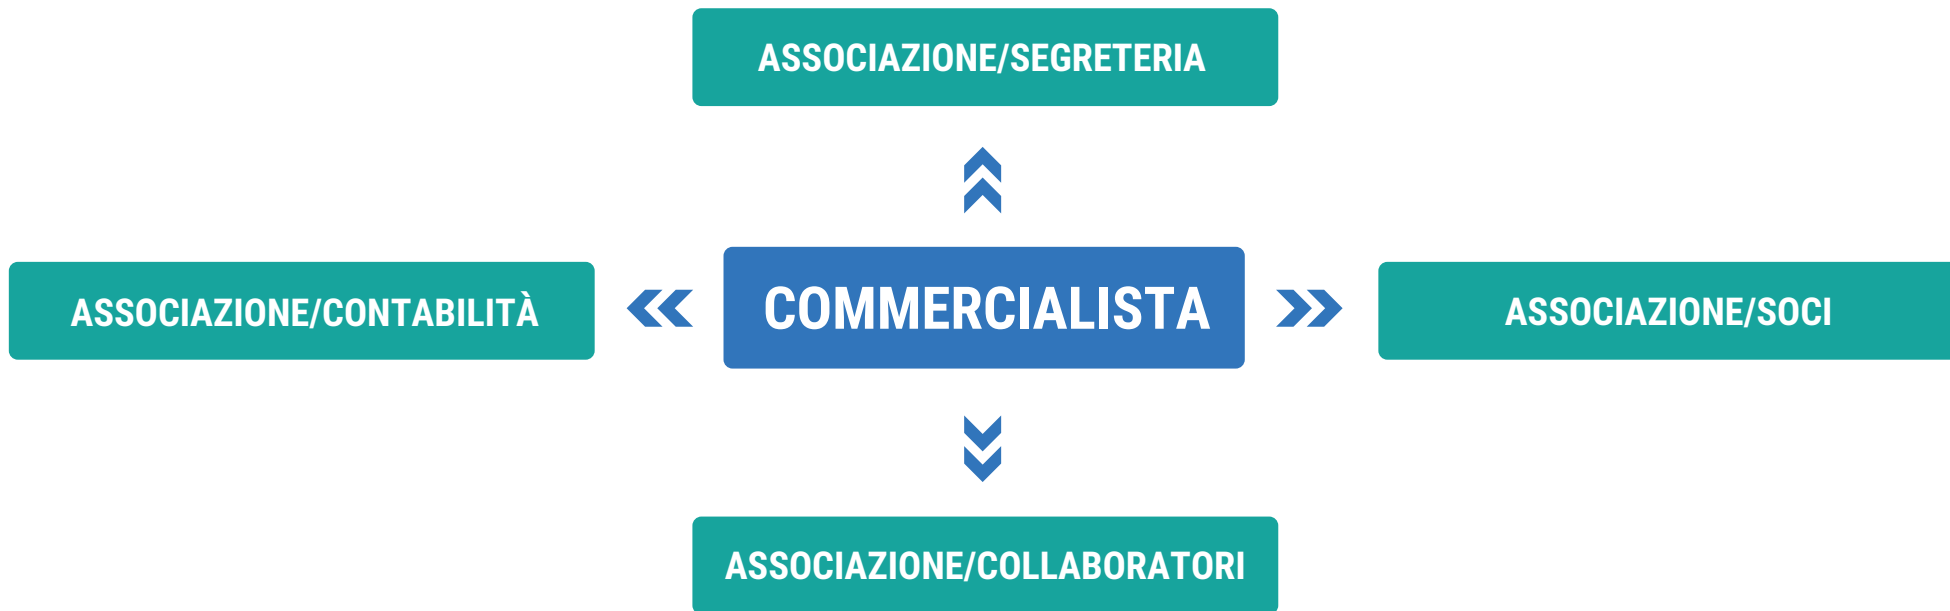 ASSOCIAZIONE/SEGRETERIA
ASSOCIAZIONE/CONTABILITÀ
COMMERCIALISTA
ASSOCIAZIONE/SOCI
ASSOCIAZIONE/COLLABORATORI